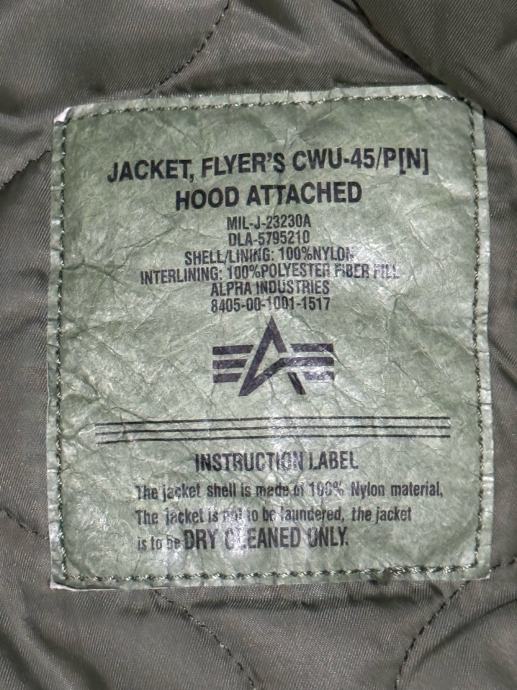 JACKET, FLYER'S CWU-45/P[N]
HOOD ATTACHED
MIL-J-23230A
DLA-5795210
SHELL/LINING: 100%NYLON
INTERLINING: 100%POLYESTER FIBER FILL
ALPHA INDUSTRIES
8405-00-1001-1517
INSTRUCTION LABEL
The jacket shell is made of 100% Nylon material.
The jacket is not to be laundered, the jacket
is to be DRY CLEANED ONLY.